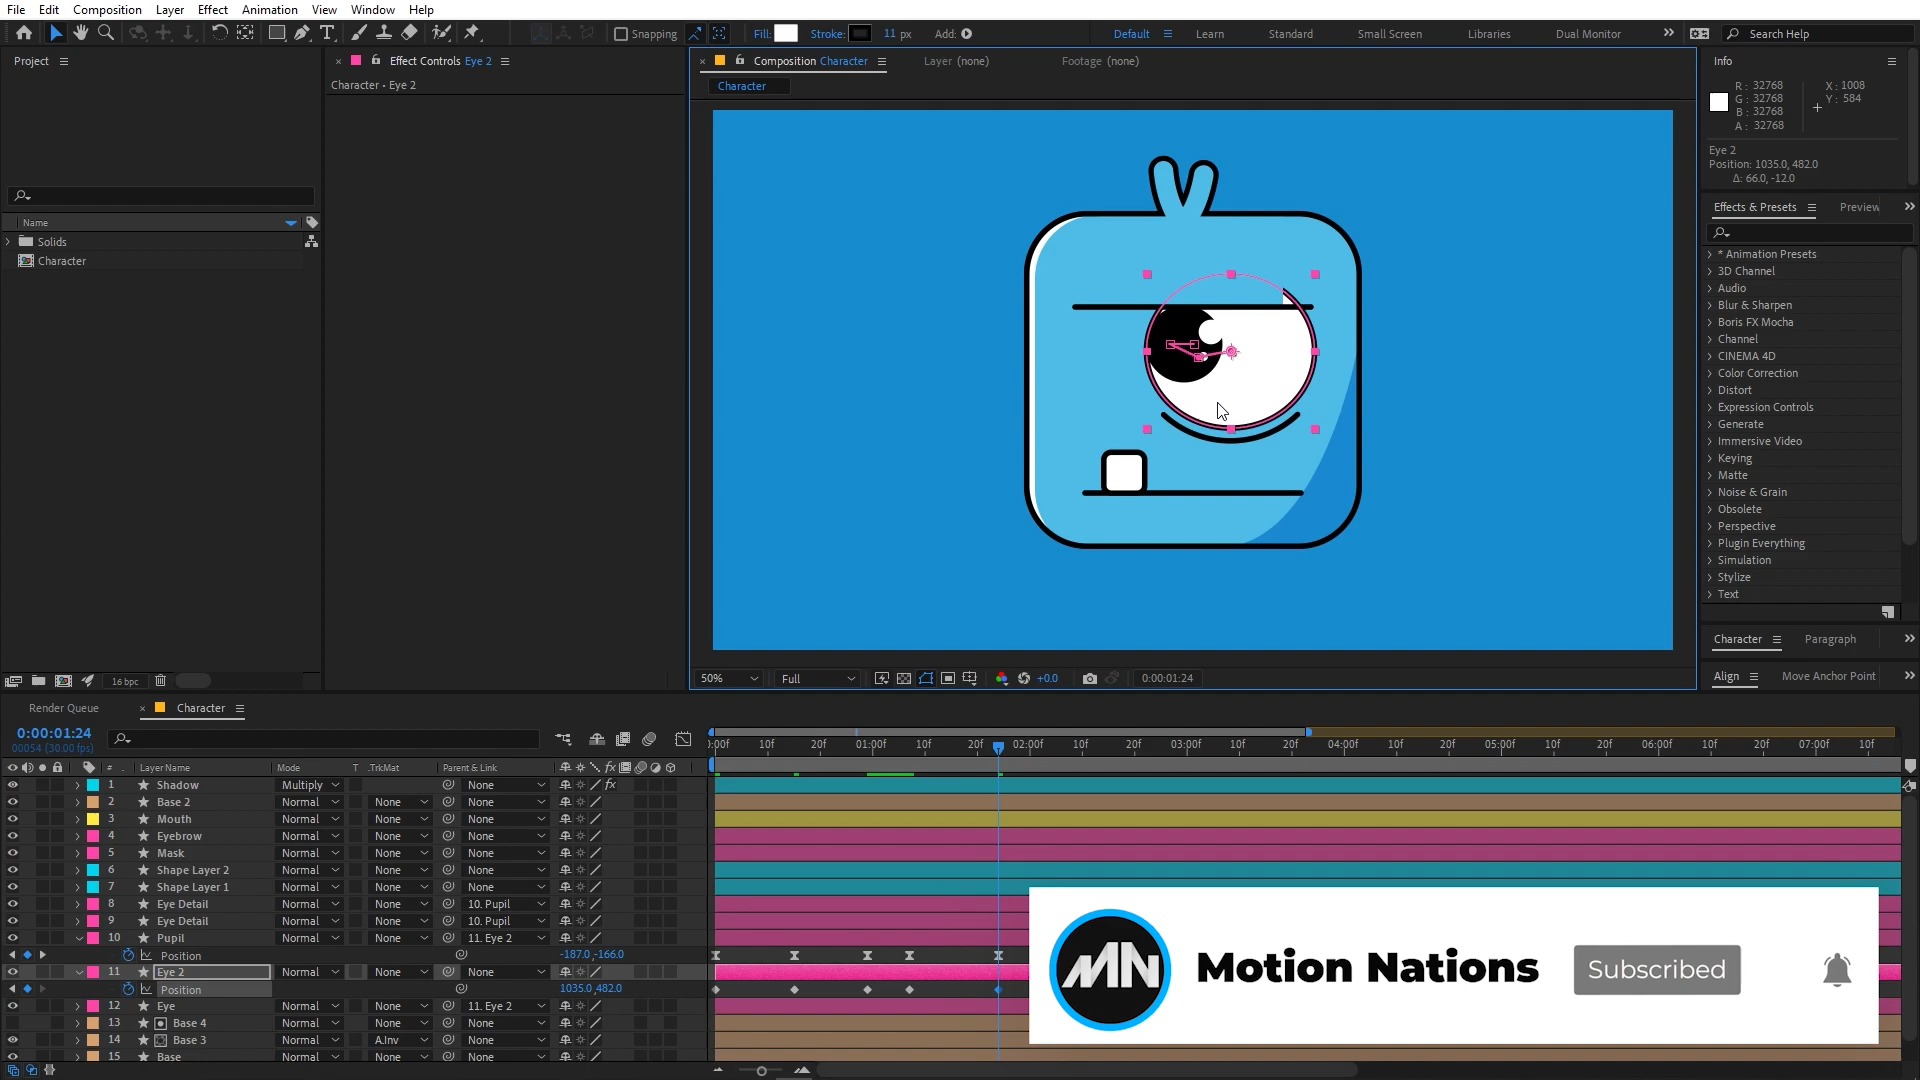 File Edit Composition Layer Effect Animation View Window Help
Snapping Fill: Stroke: 11 px Add: Default Learn Standard Small Screen Libraries Dual Monitor Search Help
Project
Effect Controls Eye 2
Composition Character
Layer (none)
Footage (none)
Info
Character • Eye 2
Character
R: 32768
G: 32768
B: 32768
A: 32768
X: 1008
Y: 584
Eye 2
Position: 1035.0, 482.0
Δ: 66.0, -12.0
Name
Solids
Character
Effects & Presets Preview
* Animation Presets
3D Channel
Audio
Blur & Sharpen
Boris FX Mocha
Channel
CINEMA 4D
Color Correction
Distort
Expression Controls
Generate
Immersive Video
Keying
Matte
Noise & Grain
Obsolete
Perspective
Plugin Everything
Simulation
Stylize
Text
Character Paragraph
Align Move Anchor Point
16 bpc
50% Full +0.0 0:00:01:24
Render Queue Character
0:00:01:24
00054 (30.00 fps)
:00f 10f 20f 01:00f 10f 20f 02:00f 10f 20f 03:00f 10f 20f 04:00f 10f 20f 05:00f 10f 20f 06:00f 10f 20f 07:00f 10f
# Layer Name Mode T .TrkMat Parent & Link
1 Shadow Multiply None fx
2 Base 2 Normal None None
3 Mouth Normal None None
4 Eyebrow Normal None None
5 Mask Normal None None
6 Shape Layer 2 Normal None None
7 Shape Layer 1 Normal None None
8 Eye Detail Normal None 10. Pupil
9 Eye Detail Normal None 10. Pupil
10 Pupil Normal None 11. Eye 2
Position -187.0,-166.0
11 Eye 2 Normal None None
Position 1035.0,482.0
12 Eye Normal None 11. Eye 2
13 Base 4 Normal None None
14 Base 3 Normal A.Inv None
15 Base Normal None None
MN
Motion Nations
Subscribed